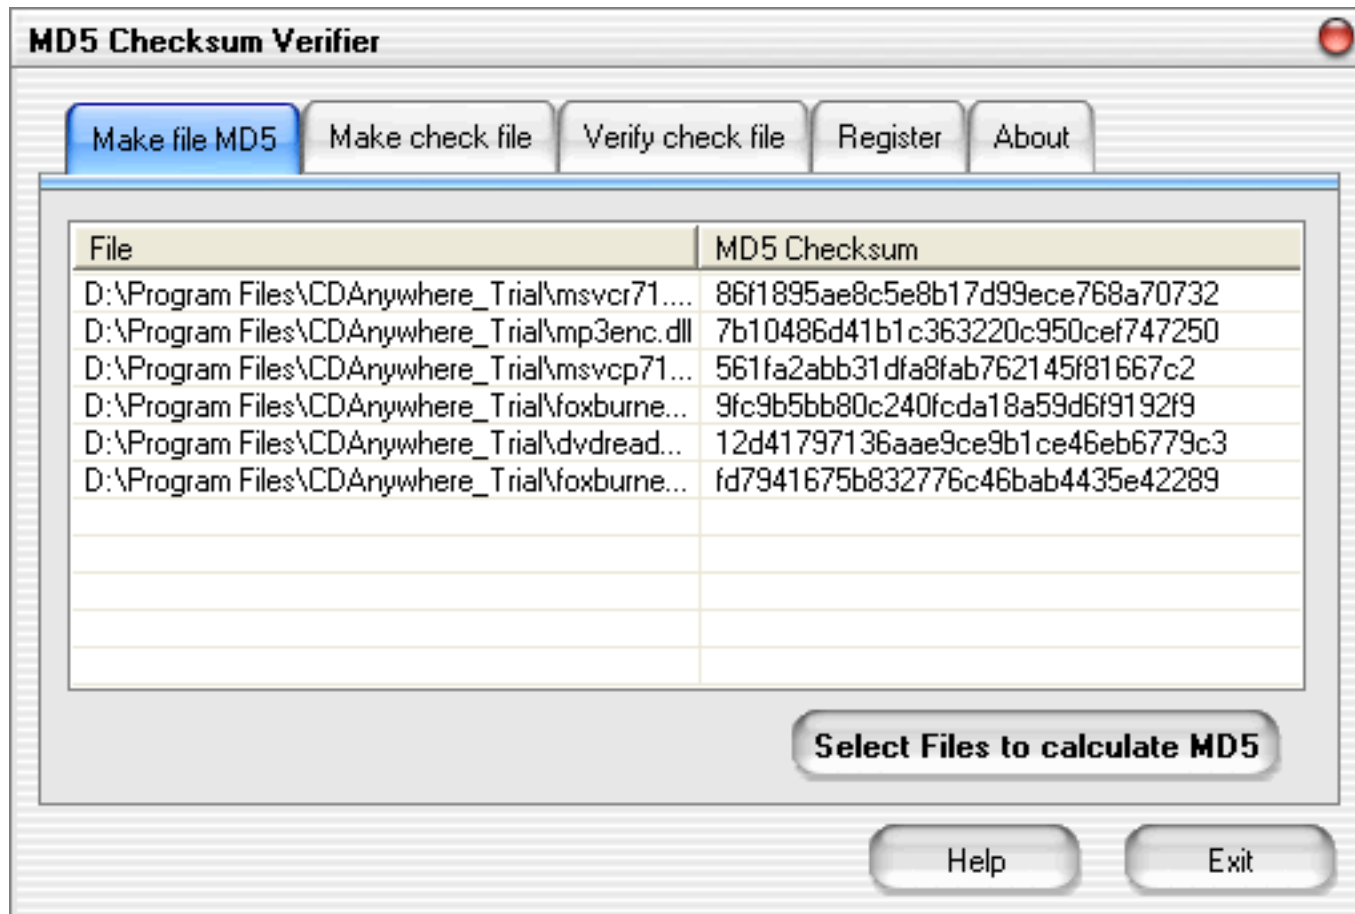 MD5 Checksum Verifier
Make file MD5 Make check file Verify check file Register About
File MD5 Checksum
D:\Program Files\CDAnywhere_Trial\msvcr71.... 86f1895ae8c5e8b17d99ece768a70732
D:\Program Files\CDAnywhere_Trial\mp3enc.dll 7b10486d41b1c363220c950cef747250
D:\Program Files\CDAnywhere_Trial\msvcp71... 561fa2abb31dfa8fab762145f81667c2
D:\Program Files\CDAnywhere_Trial\foxburne... 9fc9b5bb80c240fcda18a59d6f9192f9
D:\Program Files\CDAnywhere_Trial\dvdread... 12d41797136aae9ce9b1ce46eb6779c3
D:\Program Files\CDAnywhere_Trial\foxburne... fd7941675b832776c46bab4435e42289
Select Files to calculate MD5
Help Exit